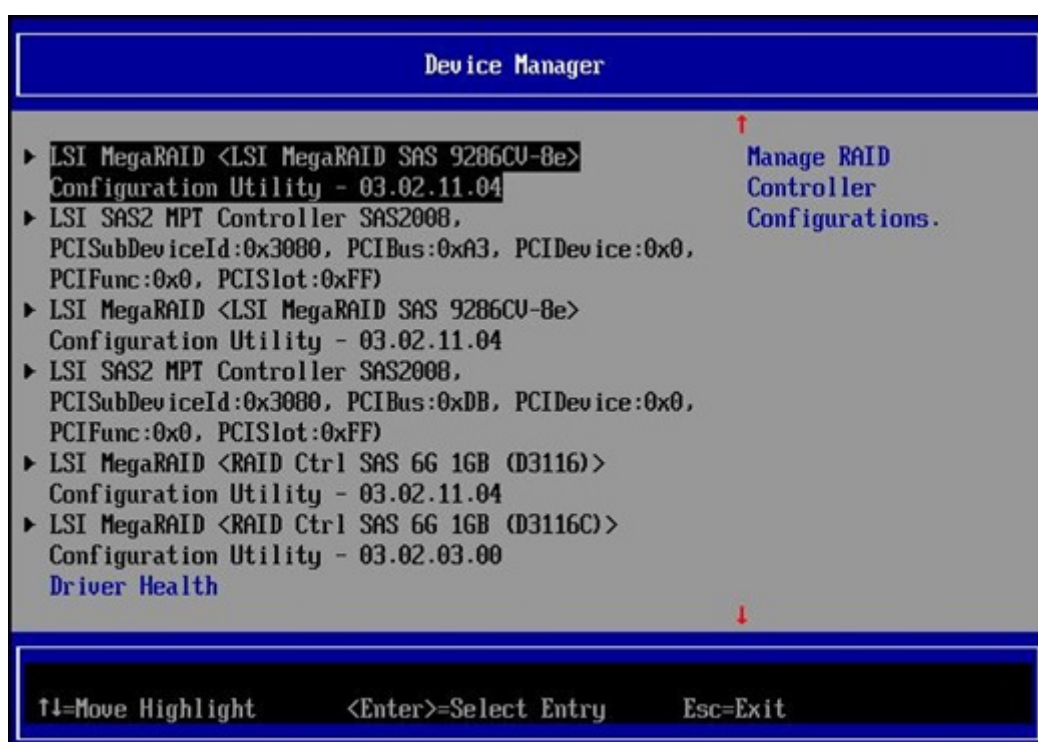 Device Manager
▶ LSI MegaRAID <LSI MegaRAID SAS 9286CV-8e>
Configuration Utility - 03.02.11.04
▶ LSI SAS2 MPT Controller SAS2008,
PCISubDeviceId:0x3080, PCIBus:0xA3, PCIDevice:0x0,
PCIFunc:0x0, PCISlot:0xFF)
▶ LSI MegaRAID <LSI MegaRAID SAS 9286CV-8e>
Configuration Utility - 03.02.11.04
▶ LSI SAS2 MPT Controller SAS2008,
PCISubDeviceId:0x3080, PCIBus:0xDB, PCIDevice:0x0,
PCIFunc:0x0, PCISlot:0xFF)
▶ LSI MegaRAID <RAID Ctrl SAS 6G 1GB (D3116)>
Configuration Utility - 03.02.11.04
▶ LSI MegaRAID <RAID Ctrl SAS 6G 1GB (D3116C)>
Configuration Utility - 03.02.03.00
Driver Health
↑
Manage RAID
Controller
Configurations.
↓
↑↓=Move Highlight <Enter>=Select Entry Esc=Exit